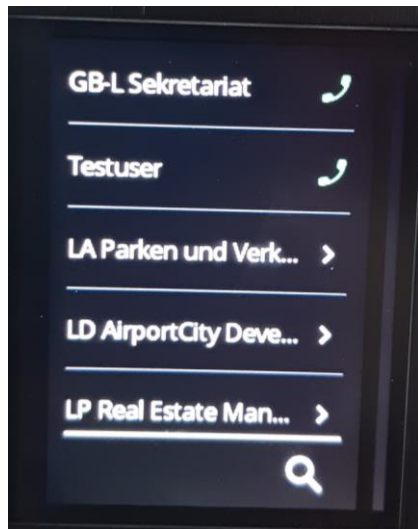 GB-L Sekretariat
Testuser
LA Parken und Verk...
LD AirportCity Deve...
LP Real Estate Man...